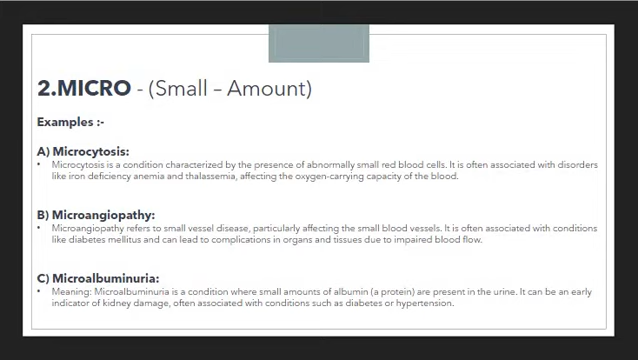 2.MICRO - (Small – Amount)
Examples :-
A) Microcytosis:
• Microcytosis is a condition characterized by the presence of abnormally small red blood cells. It is often associated with disorders
like iron deficiency anemia and thalassemia, affecting the oxygen-carrying capacity of the blood.
B) Microangiopathy:
• Microangiopathy refers to small vessel disease, particularly affecting the small blood vessels. It is often associated with conditions
like diabetes mellitus and can lead to complications in organs and tissues due to impaired blood flow.
C) Microalbuminuria:
• Meaning: Microalbuminuria is a condition where small amounts of albumin (a protein) are present in the urine. It can be an early
indicator of kidney damage, often associated with conditions such as diabetes or hypertension.